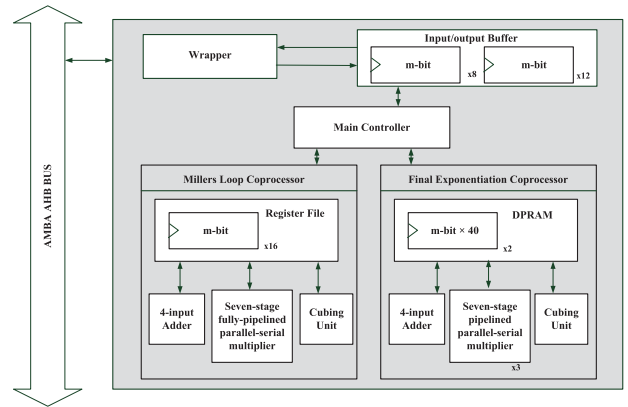 AMBA AHB BUS
Wrapper
Input/output Buffer
m-bit
x8
m-bit
x12
Main Controller
Millers Loop Coprocessor
Register File
m-bit
x16
4-input
Adder
Seven-stage
fully-pipelined
parallel-serial
multiplier
Cubing
Unit
Final Exponentiation Coprocessor
DPRAM
m-bit × 40
x2
4-input
Adder
Seven-stage
pipelined
parallel-serial
multiplier
x3
Cubing
Unit